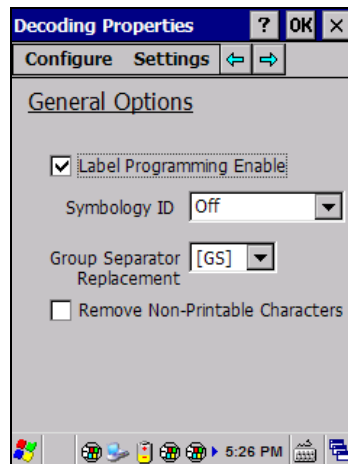 Decoding Properties ? OK ×
Configure Settings
General Options
Label Programming Enable
Symbology ID Off
Group Separator [GS]
Replacement
Remove Non-Printable Characters
5:26 PM